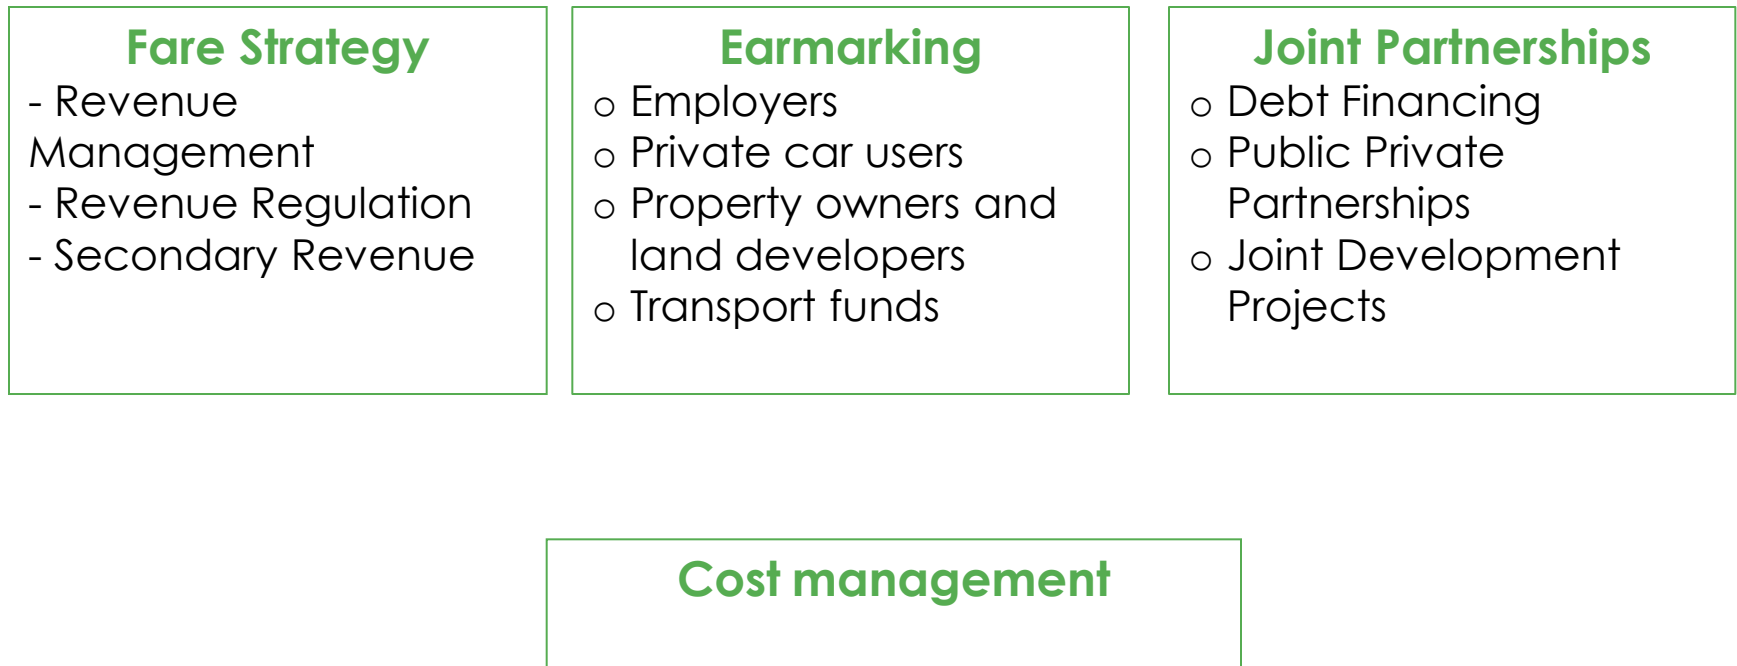 Fare Strategy
- Revenue
Management
- Revenue Regulation
- Secondary Revenue
Earmarking
o Employers
o Private car users
o Property owners and
land developers
o Transport funds
Joint Partnerships
o Debt Financing
o Public Private
Partnerships
o Joint Development
Projects
Cost management